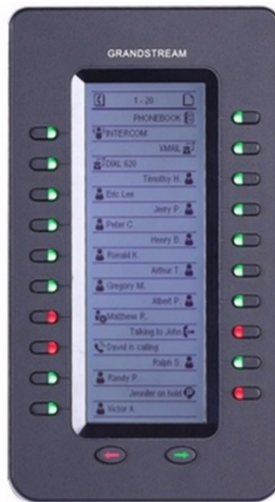 GRANDSTREAM
1 - 20
PHONEBOOK
INTERCOM
VMAIL
DIAL 620
Timothy H.
Eric Lee
Jerry P.
Peter C.
Henry B.
Ronald K.
Arthur T.
Gregory M.
Albert P.
Matthew R.
Talking to John
David is calling
Ralph S.
Randy P.
Jennifer on hold
Victor A.